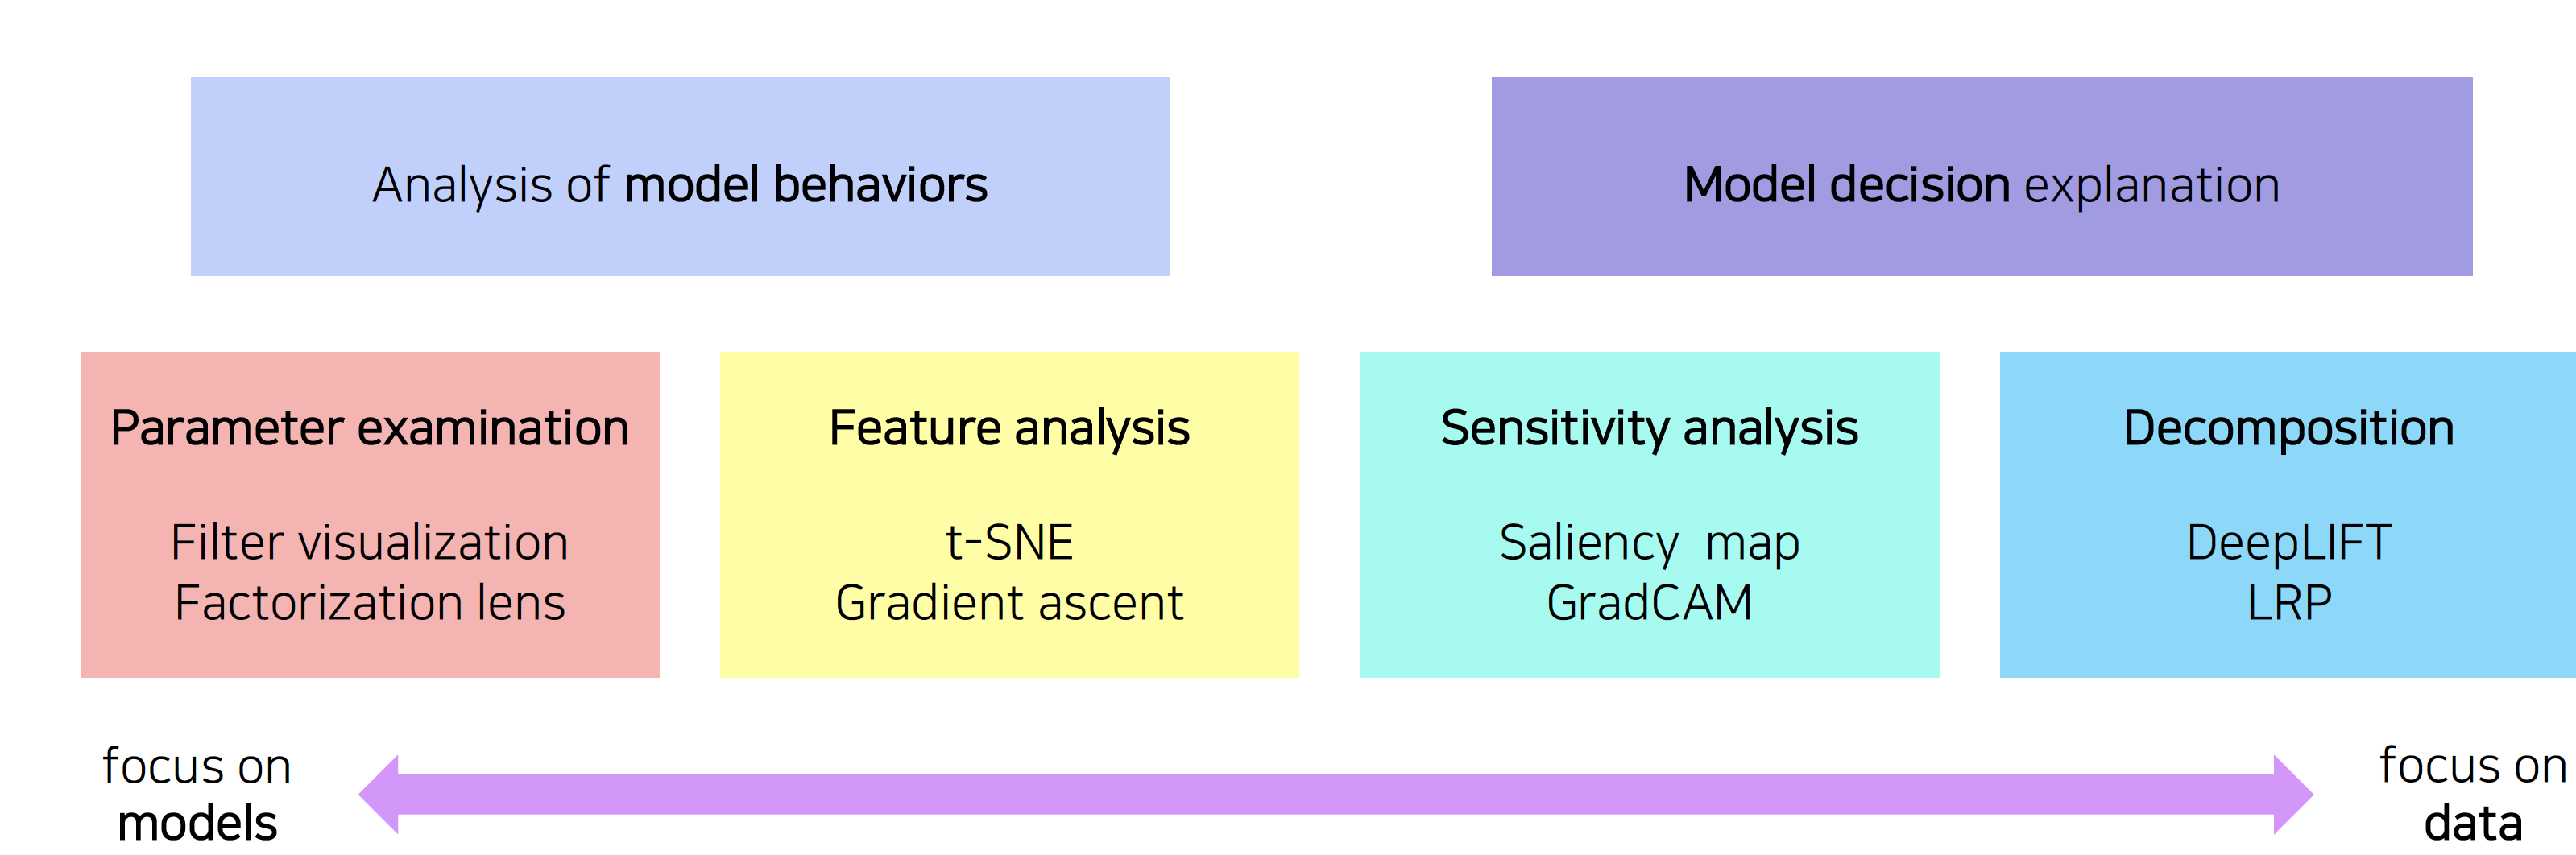 Analysis of model behaviors
Model decision explanation
Parameter examination
Filter visualization
Factorization lens
Feature analysis
t-SNE
Gradient ascent
Sensitivity analysis
Saliency map
GradCAM
Decomposition
DeepLIFT
LRP
focus on
models
focus on
data